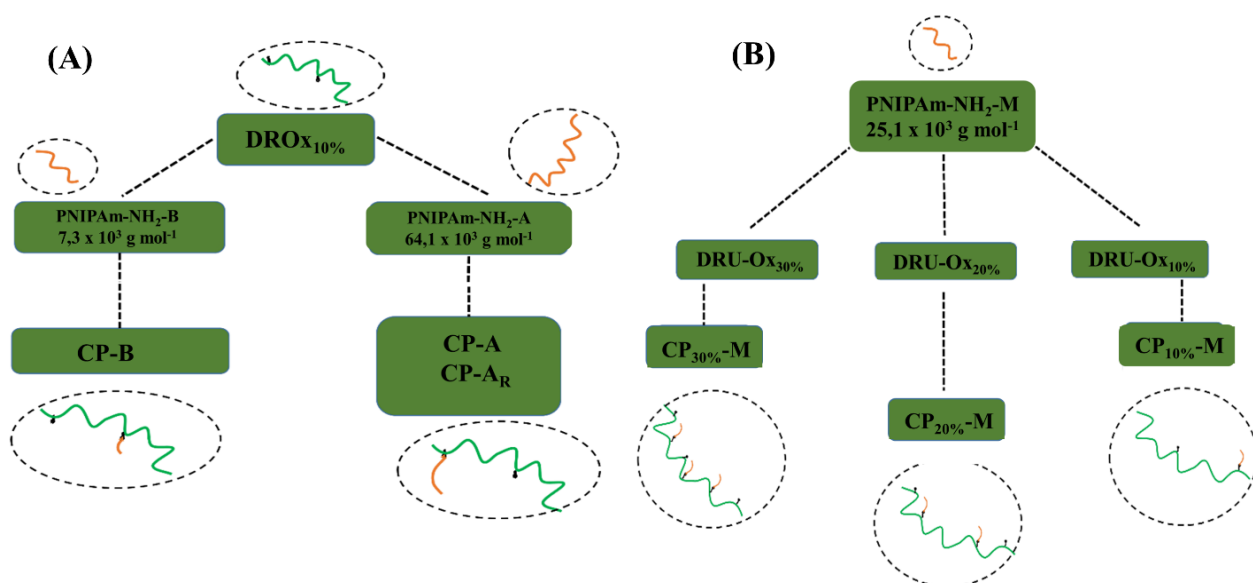 (A)
DROx10%
PNIPAm-NH2-B
7,3 x 10³ g mol⁻¹
PNIPAm-NH2-A
64,1 x 10³ g mol⁻¹
CP-B
CP-A
CP-AR
(B)
PNIPAm-NH2-M
25,1 x 10³ g mol⁻¹
DRU-Ox30%
DRU-Ox20%
DRU-Ox10%
CP30%-M
CP20%-M
CP10%-M